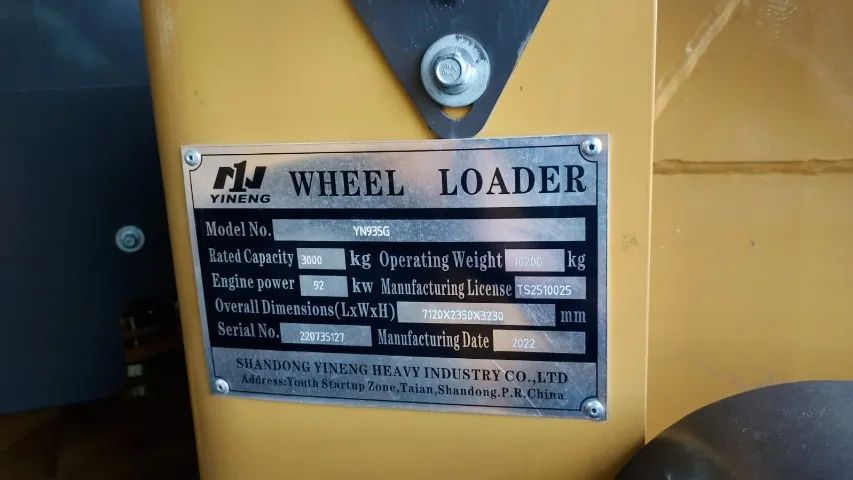 YINENG WHEEL LOADER
Model No. YN935G
Rated Capacity 3000 kg Operating Weight 10200 kg
Engine power 92 kw Manufacturing License TS2510025
Overall Dimensions(LxWxH) 7120X2350X3230 mm
Serial No. 220735127 Manufacturing Date 2022
SHANDONG YINENG HEAVY INDUSTRY CO.,LTD
Address:Youth Startup Zone,Taian,Shandong.P.R.China